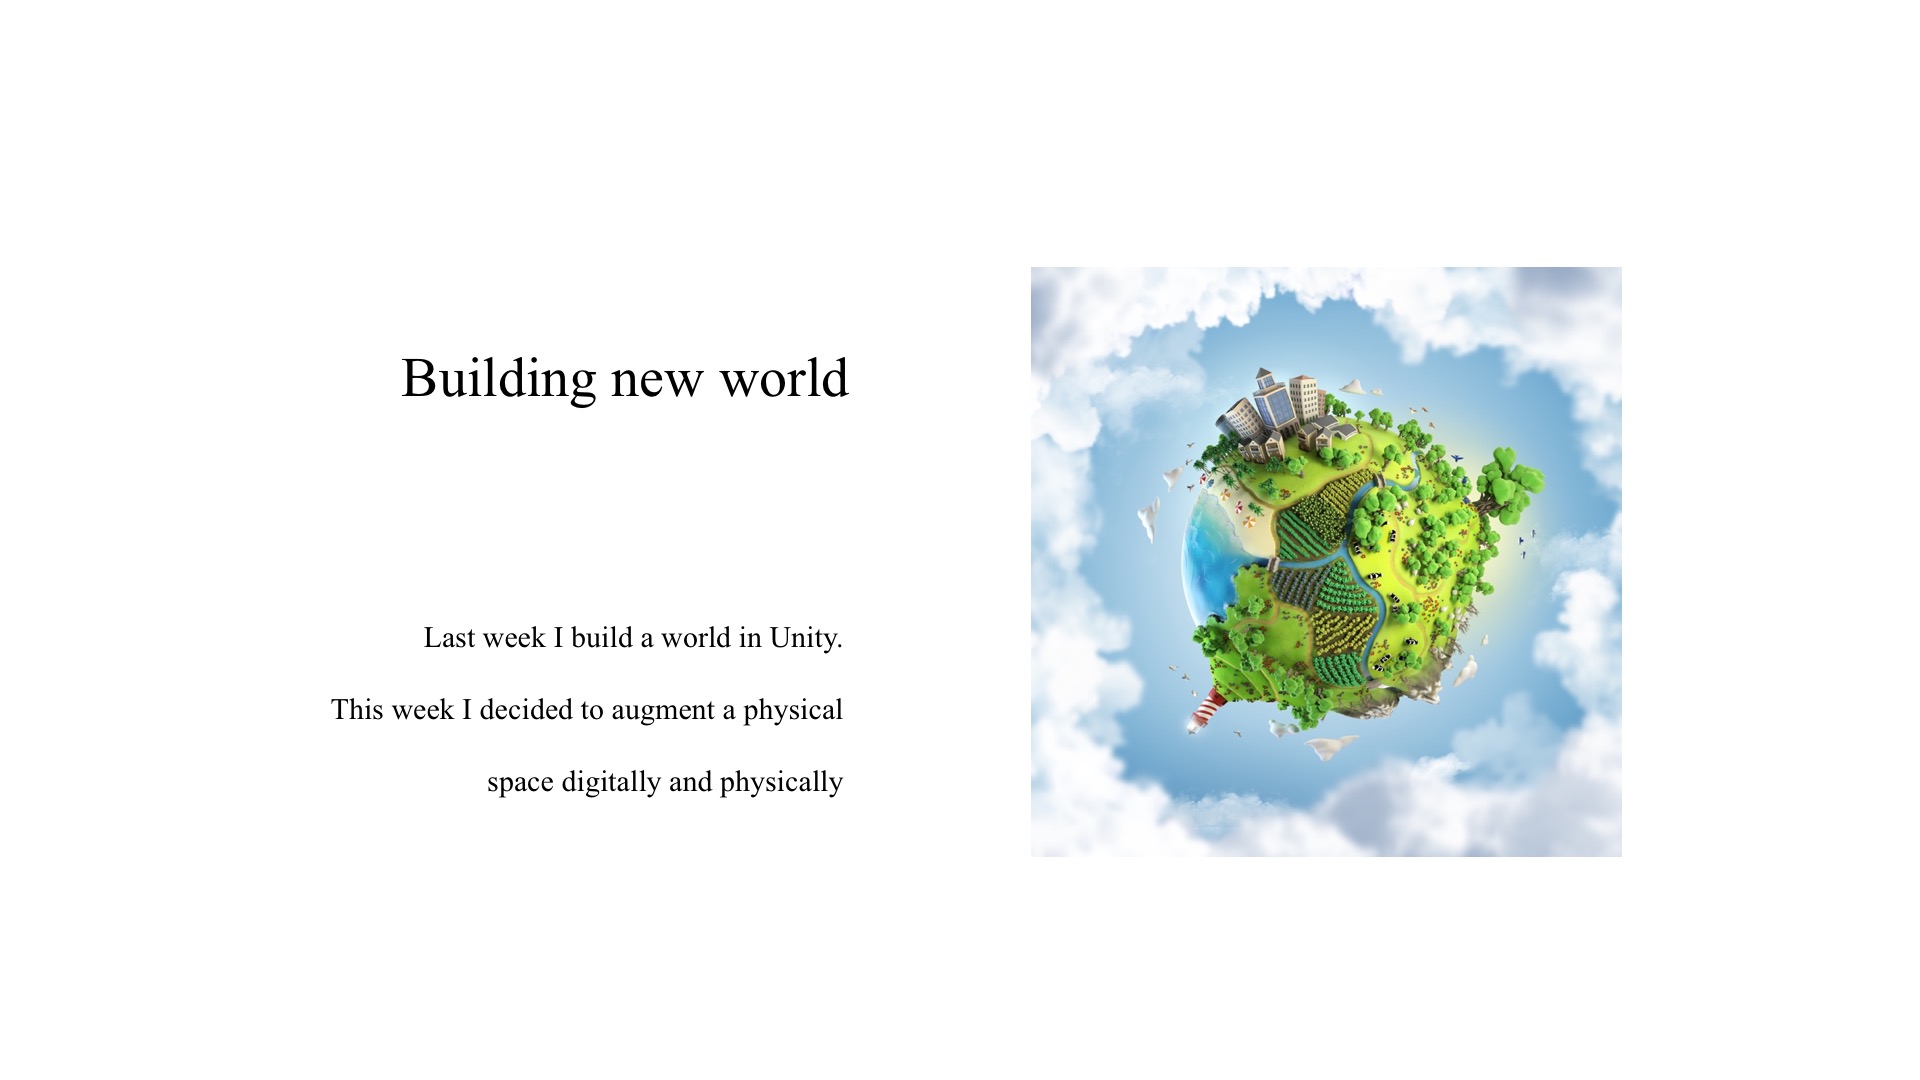 Building new world
Last week I build a world in Unity.
This week I decided to augment a physical
space digitally and physically